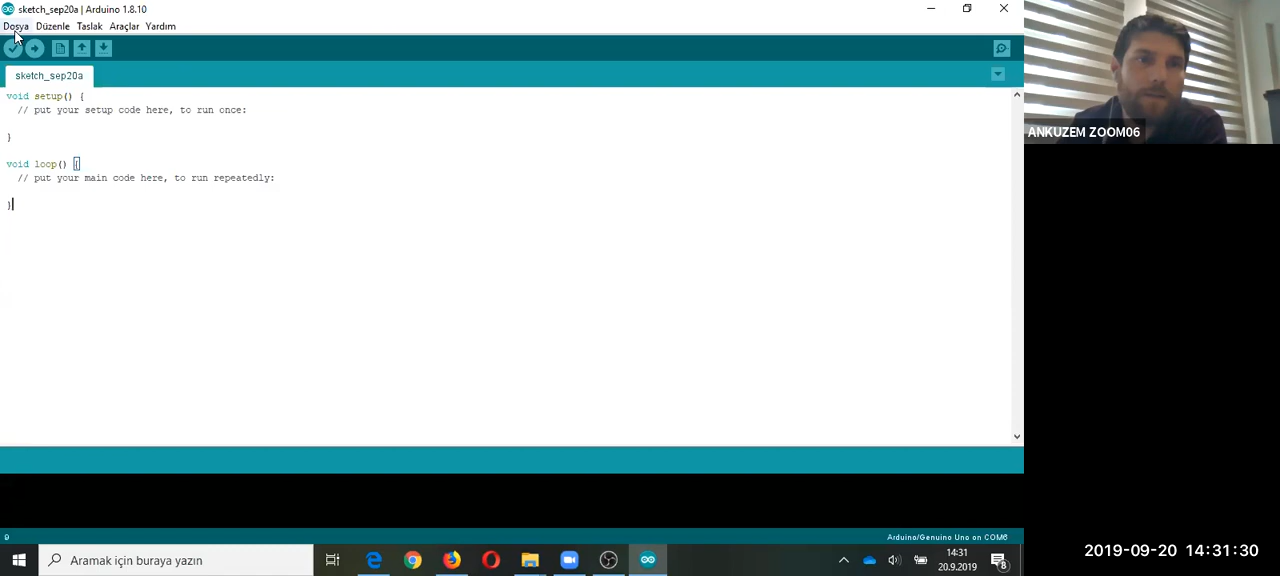 sketch_sep20a | Arduino 1.8.10
Dosya Düzenle Taslak Araçlar Yardım
sketch_sep20a
void setup() {
// put your setup code here, to run once:
}
void loop() {
// put your main code here, to run repeatedly:
}
ANKUZEM ZOOM06
9
Arduino/Genuino Uno on COM6
Aramak için buraya yazın
14:31
20.9.2019
8
2019-09-20 14:31:30